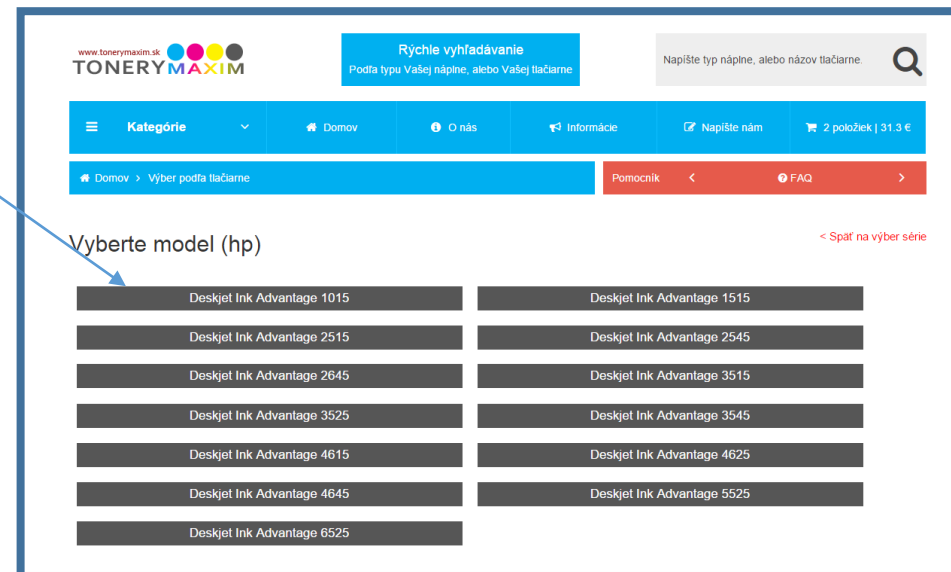 www.tonerymaxim.sk
TONERYMAXIM
Rýchle vyhľadávanie
Podľa typu Vašej náplne, alebo Vašej tlačiarne
Napíšte typ náplne, alebo názov tlačiarne.
Kategórie Domov O nás Informácie Napíšte nám 2 položiek | 31.3 €
Domov > Výber podľa tlačiarne
Pomocník < FAQ >
Vyberte model (hp)
< Späť na výber série
Deskjet Ink Advantage 1015 Deskjet Ink Advantage 1515
Deskjet Ink Advantage 2515 Deskjet Ink Advantage 2545
Deskjet Ink Advantage 2645 Deskjet Ink Advantage 3515
Deskjet Ink Advantage 3525 Deskjet Ink Advantage 3545
Deskjet Ink Advantage 4615 Deskjet Ink Advantage 4625
Deskjet Ink Advantage 4645 Deskjet Ink Advantage 5525
Deskjet Ink Advantage 6525